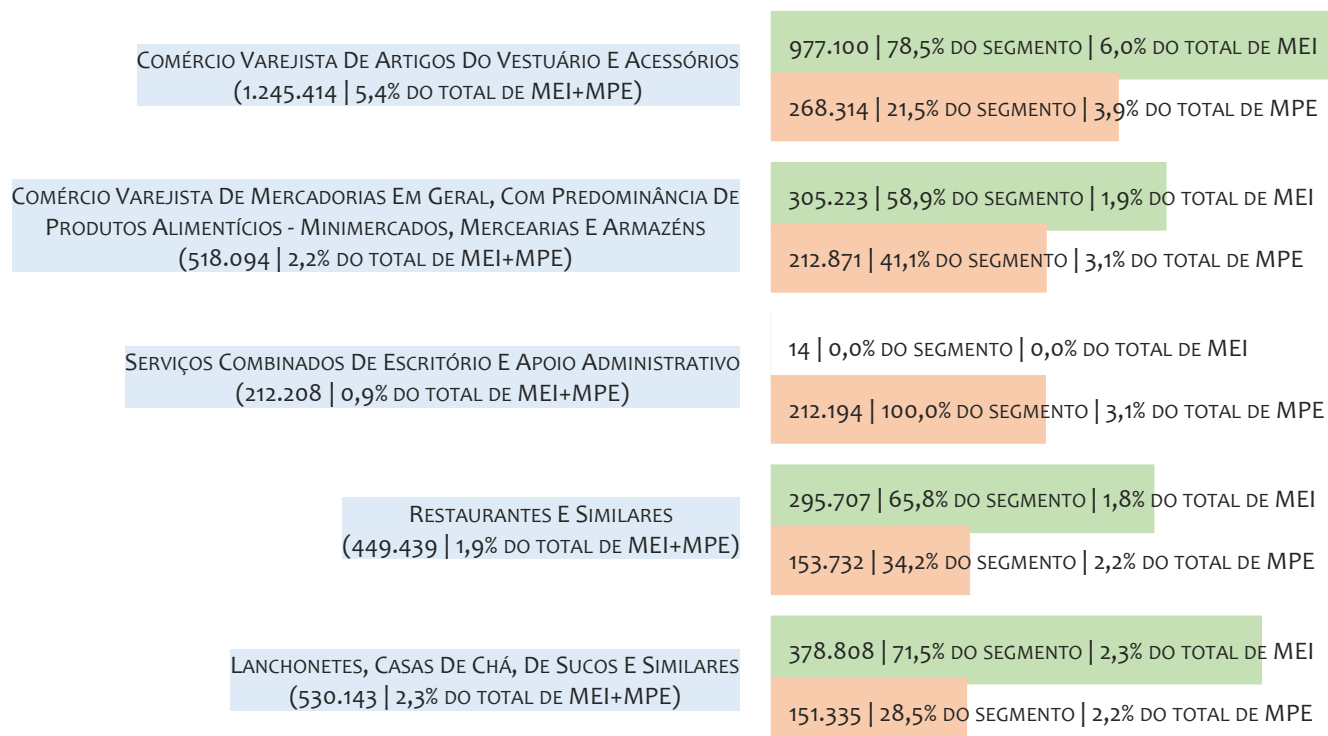 Comércio Varejista De Artigos Do Vestuário E Acessórios
(1.245.414 | 5,4% do total de MEI+MPE)
977.100 | 78,5% do segmento | 6,0% do total de MEI
268.314 | 21,5% do segmento | 3,9% do total de MPE
Comércio Varejista De Mercadorias Em Geral, Com Predominância De
Produtos Alimentícios - Minimercados, Mercearias E Armazéns
(518.094 | 2,2% do total de MEI+MPE)
305.223 | 58,9% do segmento | 1,9% do total de MEI
212.871 | 41,1% do segmento | 3,1% do total de MPE
Serviços Combinados De Escritório E Apoio Administrativo
(212.208 | 0,9% do total de MEI+MPE)
14 | 0,0% do segmento | 0,0% do total de MEI
212.194 | 100,0% do segmento | 3,1% do total de MPE
Restaurantes E Similares
(449.439 | 1,9% do total de MEI+MPE)
295.707 | 65,8% do segmento | 1,8% do total de MEI
153.732 | 34,2% do segmento | 2,2% do total de MPE
Lanchonetes, Casas De Chá, De Sucos E Similares
(530.143 | 2,3% do total de MEI+MPE)
378.808 | 71,5% do segmento | 2,3% do total de MEI
151.335 | 28,5% do segmento | 2,2% do total de MPE